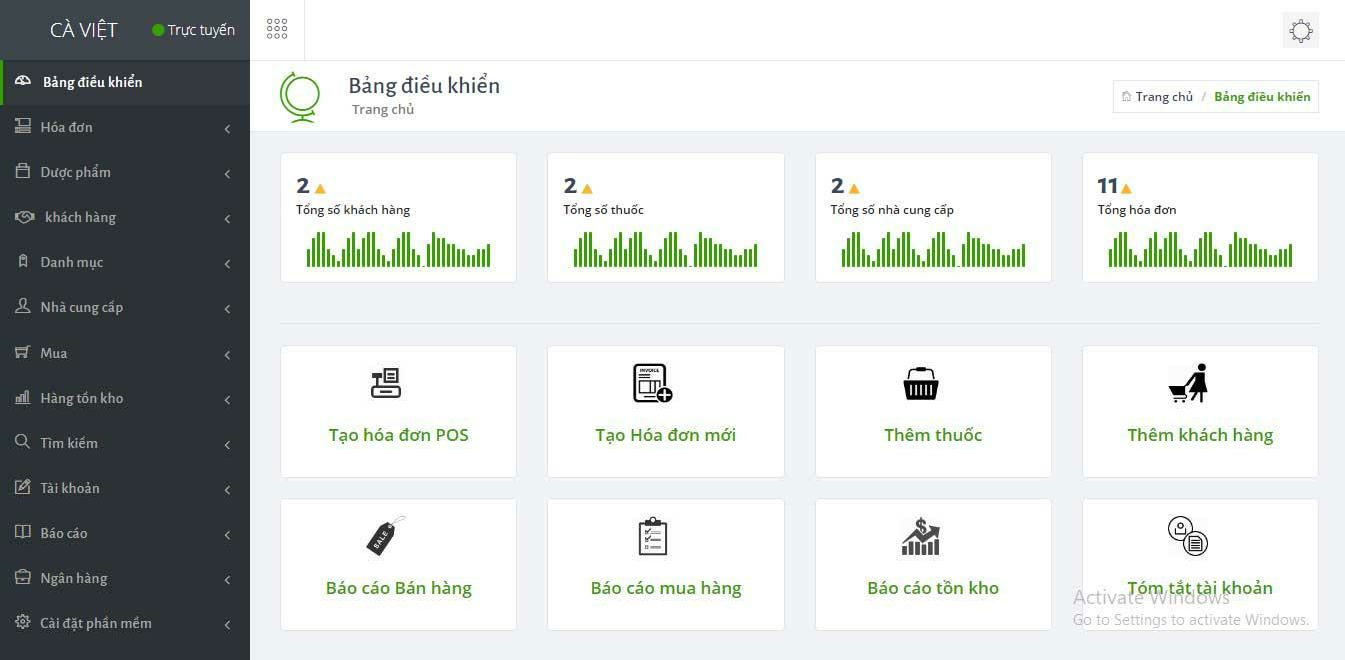 CÀ VIỆT
Trực tuyến
Bảng điều khiển
Hóa đơn
Dược phẩm
khách hàng
Danh mục
Nhà cung cấp
Mua
Hàng tồn kho
Tìm kiếm
Tài khoản
Báo cáo
Ngân hàng
Cài đặt phần mềm
Bảng điều khiển
Trang chủ
Trang chủ / Bảng điều khiển
2
Tổng số khách hàng
2
Tổng số thuốc
2
Tổng số nhà cung cấp
11
Tổng hóa đơn
Tạo hóa đơn POS
INVOICE
Tạo Hóa đơn mới
Thêm thuốc
Thêm khách hàng
SALE
Báo cáo Bán hàng
Báo cáo mua hàng
$
Báo cáo tồn kho
Tóm tắt tài khoản
Activate Windows
Go to Settings to activate Windows.